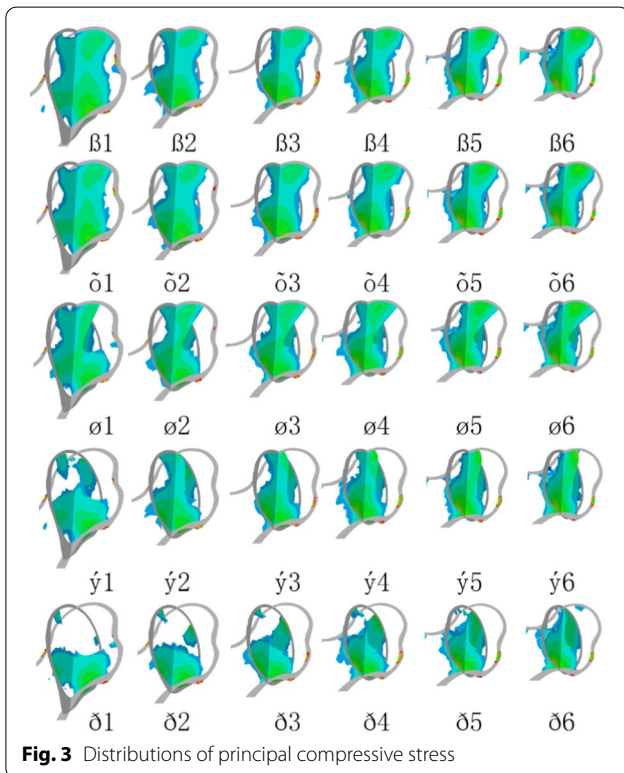 ß1 ß2 ß3 ß4 ß5 ß6
õ1 õ2 õ3 õ4 õ5 õ6
ø1 ø2 ø3 ø4 ø5 ø6
ý1 ý2 ý3 ý4 ý5 ý6
ð1 ð2 ð3 ð4 ð5 ð6
Fig. 3 Distributions of principal compressive stress